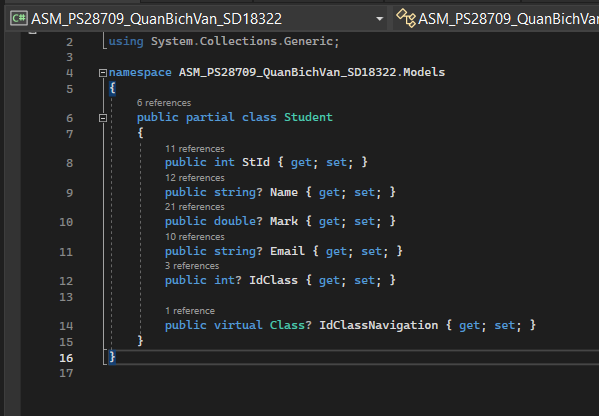 C# ASM_PS28709_QuanBichVan_SD18322
ASM_PS28709_QuanBichVan
2 using System.Collections.Generic;
3
4 namespace ASM_PS28709_QuanBichVan_SD18322.Models
5 {
6 references
6 public partial class Student
7 {
11 references
8 public int StId { get; set; }
12 references
9 public string? Name { get; set; }
21 references
10 public double? Mark { get; set; }
10 references
11 public string? Email { get; set; }
3 references
12 public int? IdClass { get; set; }
13
1 reference
14 public virtual Class? IdClassNavigation { get; set; }
15 }
16 }
17